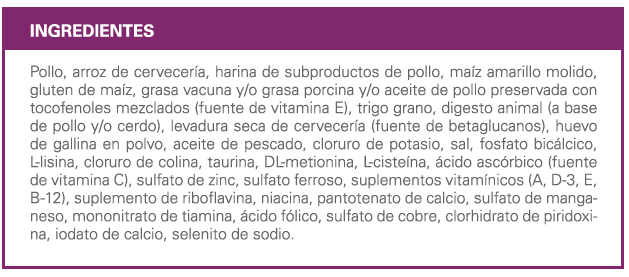 INGREDIENTES
Pollo, arroz de cervecería, harina de subproductos de pollo, maíz amarillo molido,
gluten de maíz, grasa vacuna y/o grasa porcina y/o aceite de pollo preservada con
tocofenoles mezclados (fuente de vitamina E), trigo grano, digesto animal (a base
de pollo y/o cerdo), levadura seca de cervecería (fuente de betaglucanos), huevo
de gallina en polvo, aceite de pescado, cloruro de potasio, sal, fosfato bicálcico,
L-lisina, cloruro de colina, taurina, DL-metionina, L-cisteína, ácido ascórbico (fuente
de vitamina C), sulfato de zinc, sulfato ferroso, suplementos vitamínicos (A, D-3, E,
B-12), suplemento de riboflavina, niacina, pantotenato de calcio, sulfato de manga-
neso, mononitrato de tiamina, ácido fólico, sulfato de cobre, clorhidrato de piridoxi-
na, iodato de calcio, selenito de sodio.